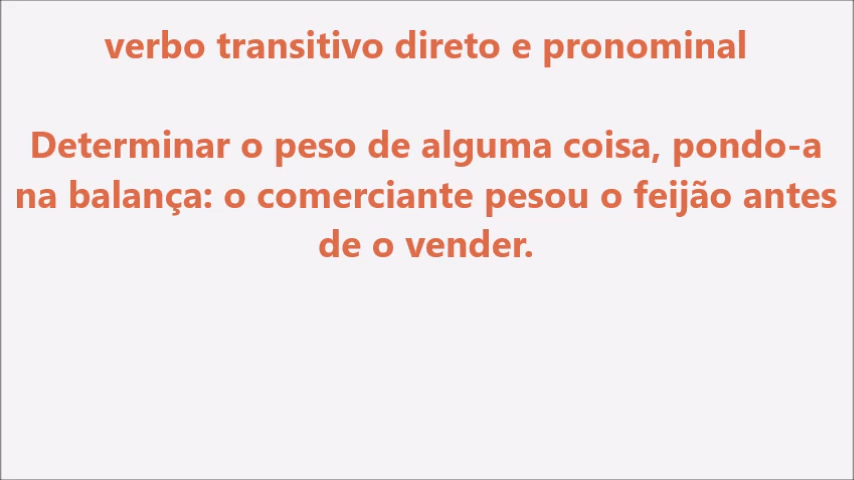 verbo transitivo direto e pronominal
Determinar o peso de alguma coisa, pondo-a
na balança: o comerciante pesou o feijão antes
de o vender.